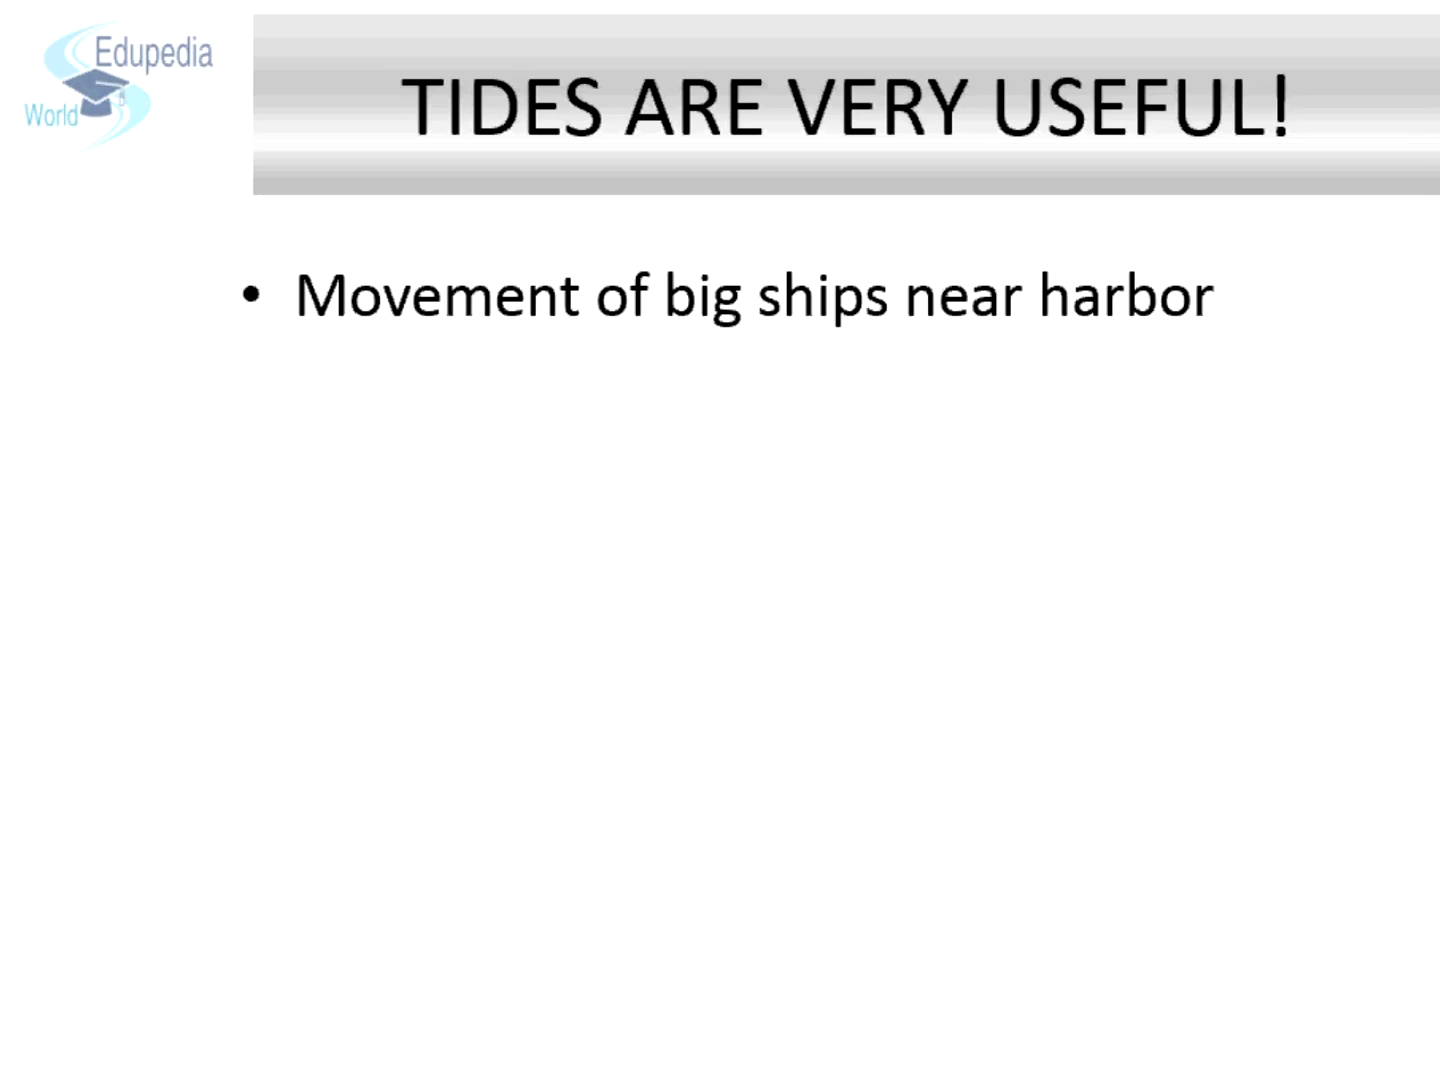 Edupedia
World
TIDES ARE VERY USEFUL!
• Movement of big ships near harbor